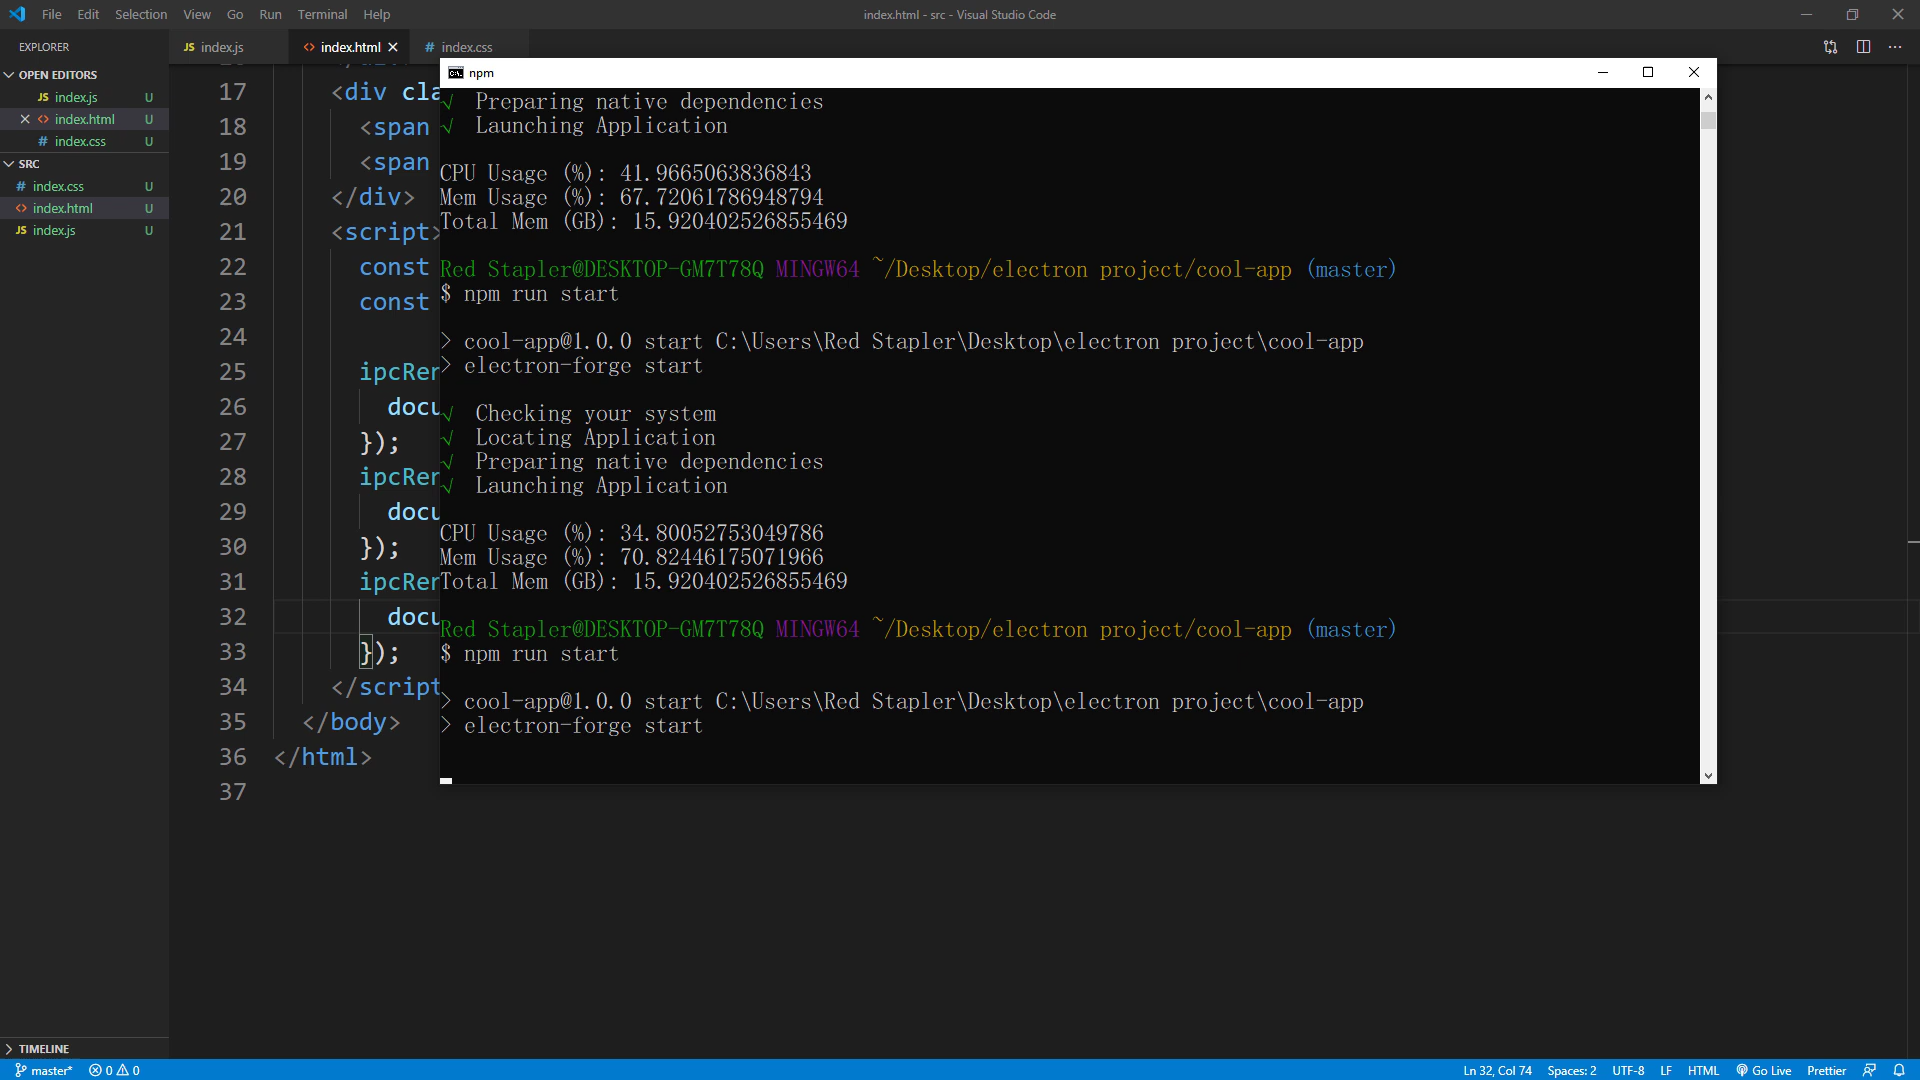 File Edit Selection View Go Run Terminal Help
index.html - src - Visual Studio Code
EXPLORER
JS index.js
<> index.html
# index.css
OPEN EDITORS
JS index.js U
<> index.html U
# index.css U
SRC
# index.css U
<> index.html U
JS index.js U
TIMELINE
17 <div cla
18 <span
19 <span
20 </div>
21 <script>
22 const
23 const
24
25 ipcRen
26 docu
27 });
28 ipcRen
29 docu
30 });
31 ipcRen
32 docu
33 });
34 </script
35 </body>
36 </html>
37
npm
√ Preparing native dependencies
√ Launching Application
CPU Usage (%): 41.9665063836843
Mem Usage (%): 67.72061786948794
Total Mem (GB): 15.920402526855469
Red Stapler@DESKTOP-GM7T78Q MINGW64 ~/Desktop/electron project/cool-app (master)
$ npm run start
> cool-app@1.0.0 start C:\Users\Red Stapler\Desktop\electron project\cool-app
> electron-forge start
√ Checking your system
√ Locating Application
√ Preparing native dependencies
√ Launching Application
CPU Usage (%): 34.80052753049786
Mem Usage (%): 70.82446175071966
Total Mem (GB): 15.920402526855469
Red Stapler@DESKTOP-GM7T78Q MINGW64 ~/Desktop/electron project/cool-app (master)
$ npm run start
> cool-app@1.0.0 start C:\Users\Red Stapler\Desktop\electron project\cool-app
> electron-forge start
master* 0 0
Ln 32, Col 74 Spaces: 2 UTF-8 LF HTML Go Live Prettier